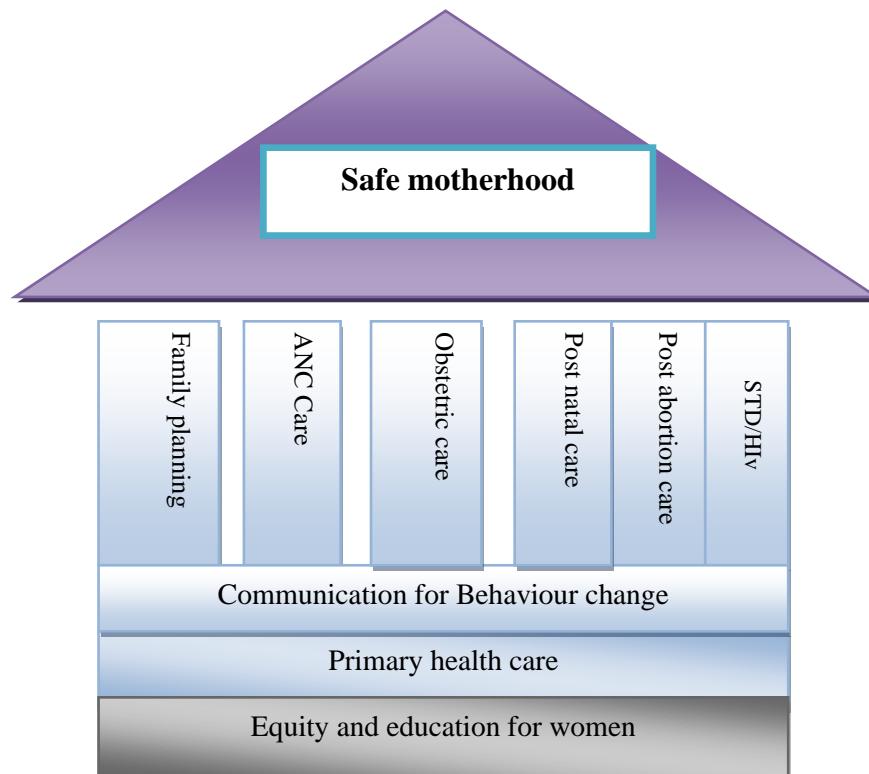 Safe motherhood
Family planning
ANC Care
Obstetric care
Post natal care
Post abortion care
STD/HIv
Communication for Behaviour change
Primary health care
Equity and education for women